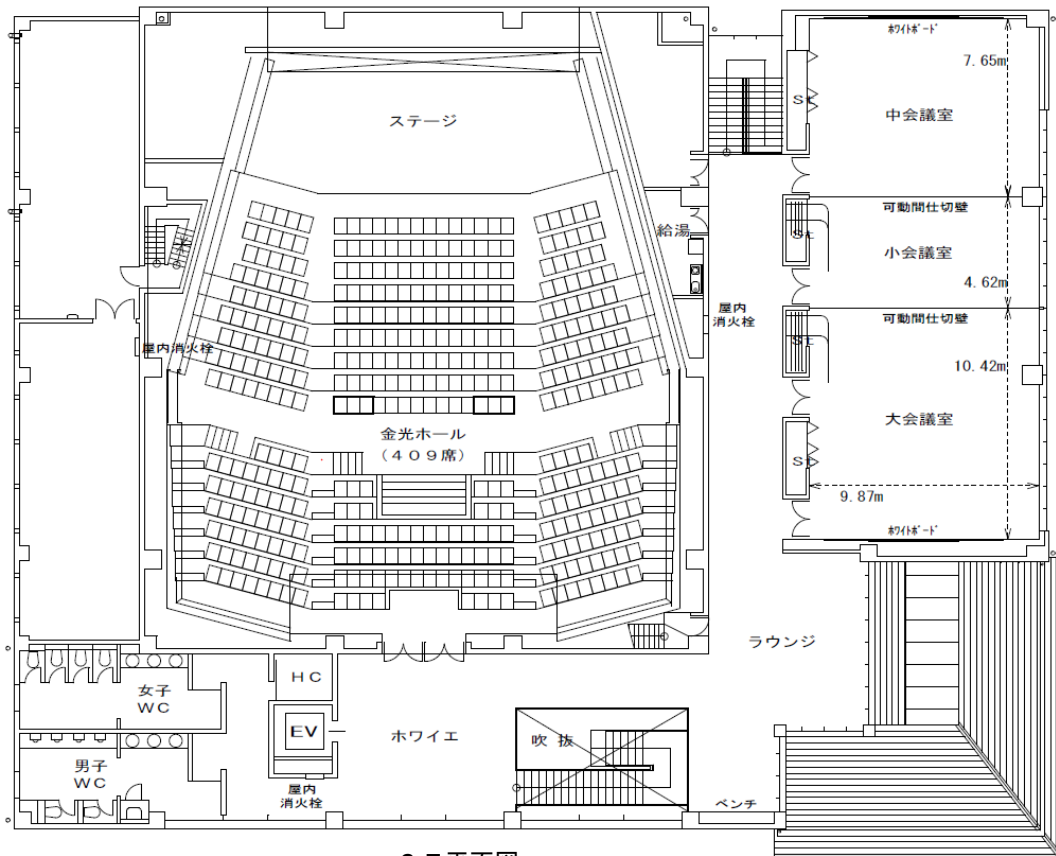 ﾎﾜｲﾄﾎﾞｰﾄﾞ
7.65m
St
中会議室
ステージ
可動間仕切壁
給湯
St
小会議室
4.62m
屋内
消火栓
可動間仕切壁
屋内消火栓
St
10.42m
大会議室
金光ホール
(409席)
St
9.87m
ﾎﾜｲﾄﾎﾞｰﾄﾞ
ラウンジ
HC
女子
WC
EV
ホワイエ
吹抜
男子
WC
屋内
消火栓
ベンチ